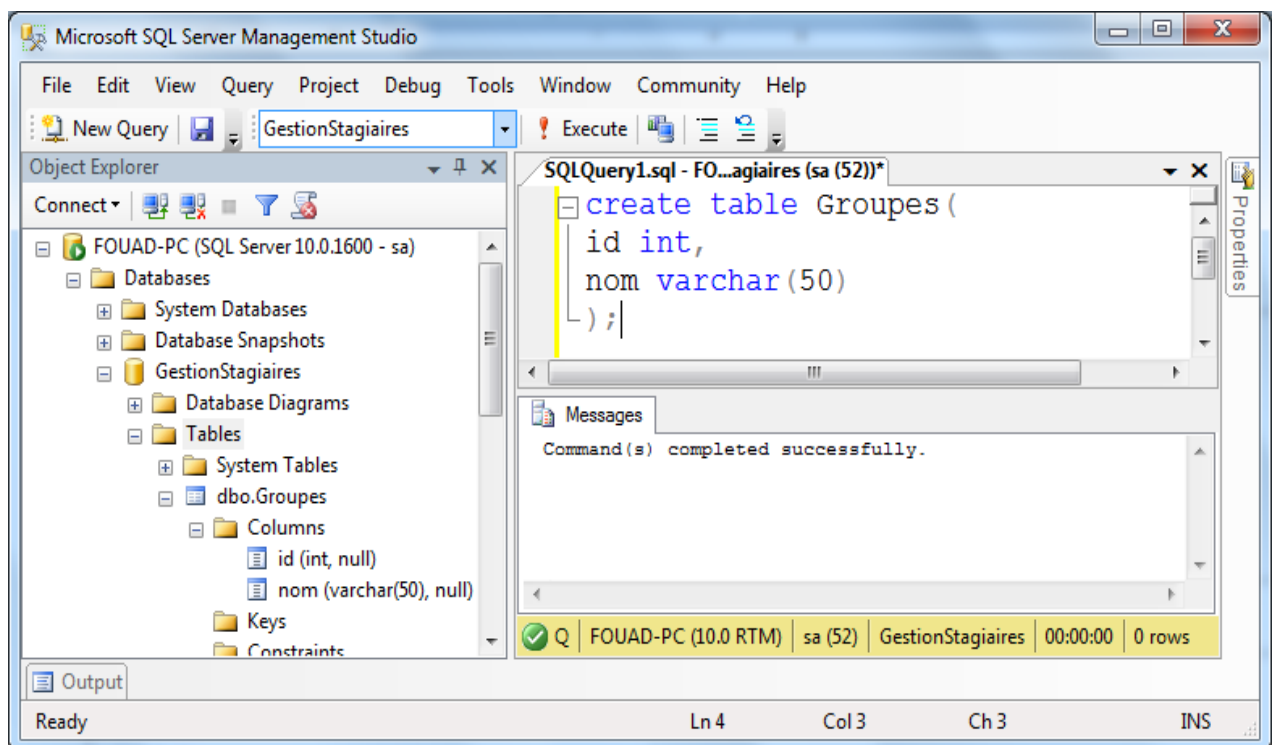 Microsoft SQL Server Management Studio
File Edit View Query Project Debug Tools Window Community Help
New Query GestionStagiaires Execute
Object Explorer
Connect
FOUAD-PC (SQL Server 10.0.1600 - sa)
Databases
System Databases
Database Snapshots
GestionStagiaires
Database Diagrams
Tables
System Tables
dbo.Groupes
Columns
id (int, null)
nom (varchar(50), null)
Keys
Constraints
SQLQuery1.sql - FO...agiaires (sa (52))*
create table Groupes(
id int,
nom varchar(50)
);
Properties
Messages
Command(s) completed successfully.
Q FOUAD-PC (10.0 RTM) sa (52) GestionStagiaires 00:00:00 0 rows
Output
Ready Ln 4 Col 3 Ch 3 INS